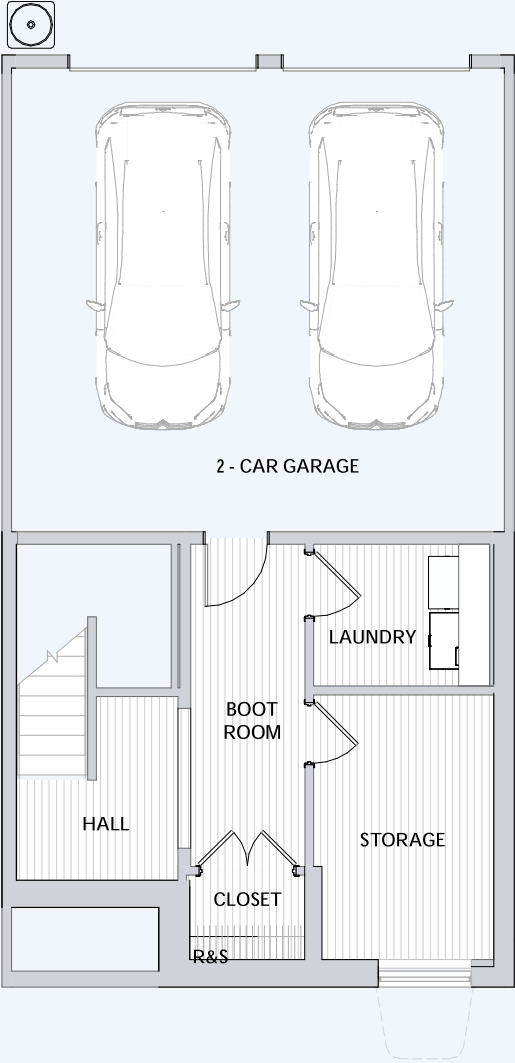 2 - CAR GARAGE
LAUNDRY
BOOT
ROOM
HALL
STORAGE
CLOSET
R&S